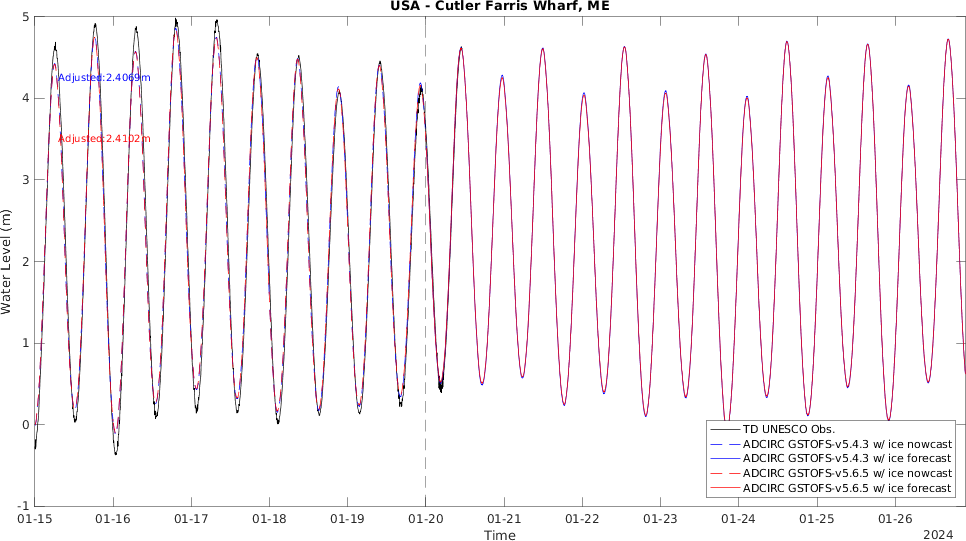 USA - Cutler Farris Wharf, ME
5
4
3
2
1
0
-1
Water Level (m)
Adjusted:2.4069m
Adjusted:2.4102m
TD UNESCO Obs.
ADCIRC GSTOFS-v5.4.3 w/ ice nowcast
ADCIRC GSTOFS-v5.4.3 w/ ice forecast
ADCIRC GSTOFS-v5.6.5 w/ ice nowcast
ADCIRC GSTOFS-v5.6.5 w/ ice forecast
01-15 01-16 01-17 01-18 01-19 01-20 01-21 01-22 01-23 01-24 01-25 01-26
Time
2024